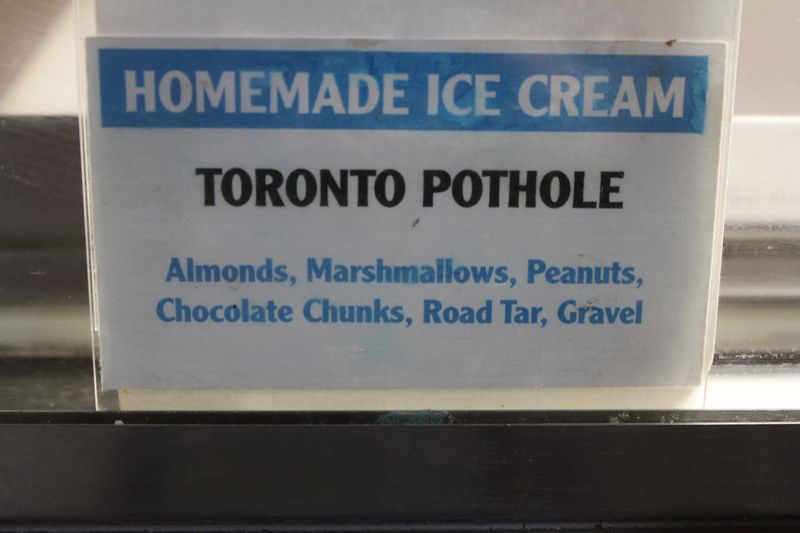 HOMEMADE ICE CREAM
TORONTO POTHOLE
Almonds, Marshmallows, Peanuts,
Chocolate Chunks, Road Tar, Gravel